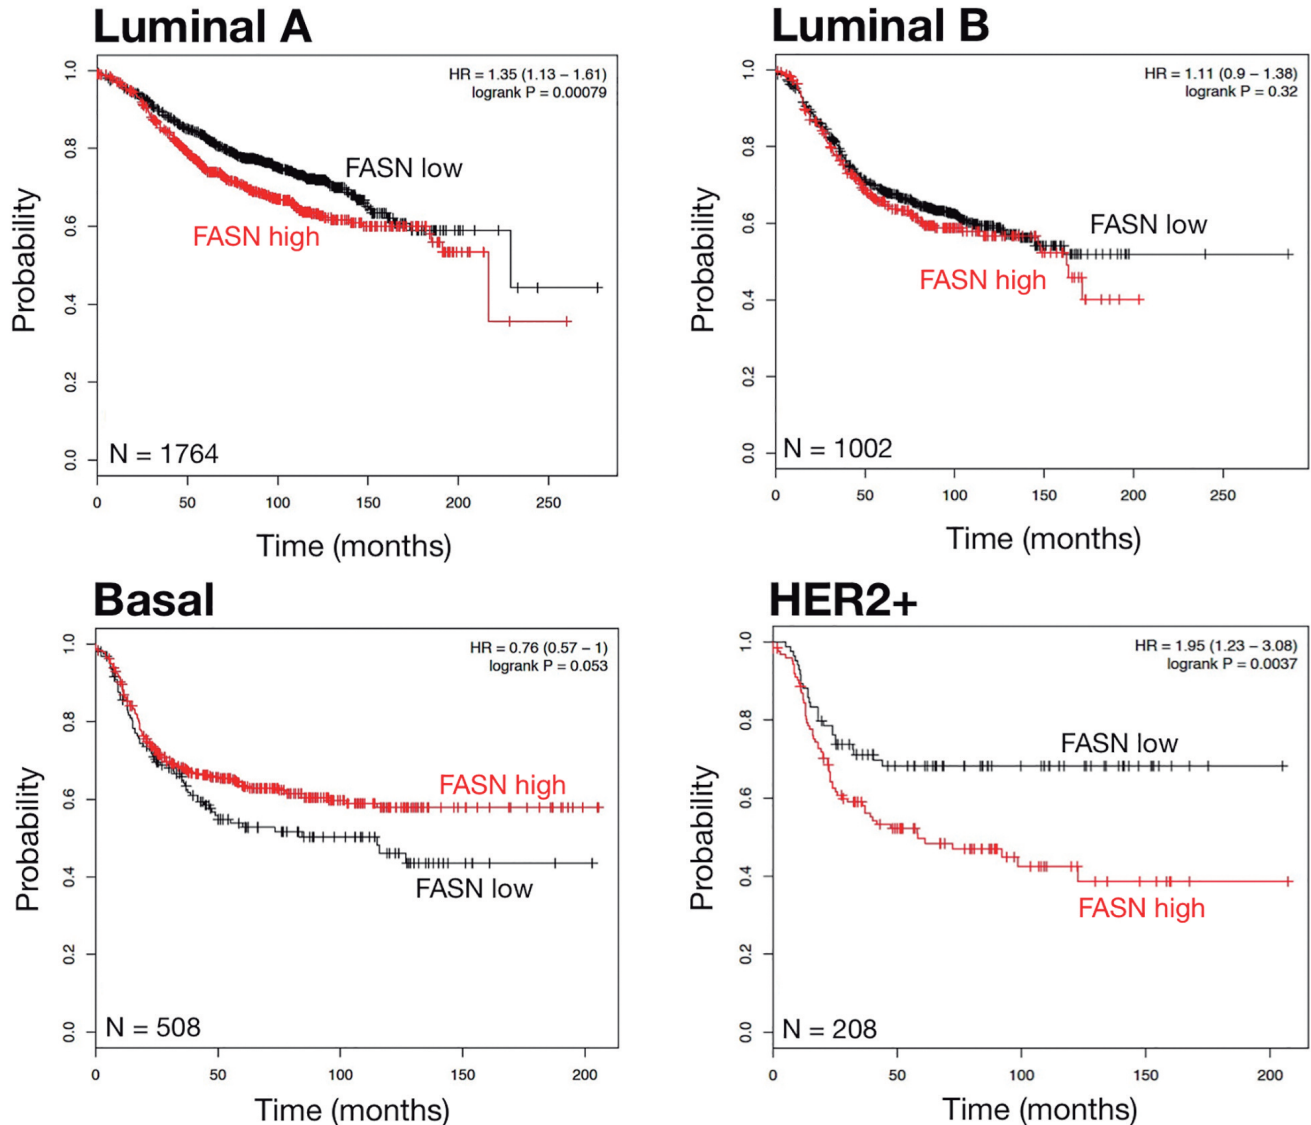 Luminal A
HR = 1.35 (1.13 – 1.61)
logrank P = 0.00079
FASN low
FASN high
N = 1764
Probability
0.0
0.2
0.4
0.6
0.8
1.0
0
50
100
150
200
250
Time (months)
Luminal B
HR = 1.11 (0.9 – 1.38)
logrank P = 0.32
FASN low
FASN high
N = 1002
Probability
0.0
0.2
0.4
0.6
0.8
1.0
0
50
100
150
200
250
Time (months)
Basal
HR = 0.76 (0.57 – 1)
logrank P = 0.053
FASN high
FASN low
N = 508
Probability
0.0
0.2
0.4
0.6
0.8
1.0
0
50
100
150
200
Time (months)
HER2+
HR = 1.95 (1.23 – 3.08)
logrank P = 0.0037
FASN low
FASN high
N = 208
Probability
0.0
0.2
0.4
0.6
0.8
1.0
0
50
100
150
200
Time (months)